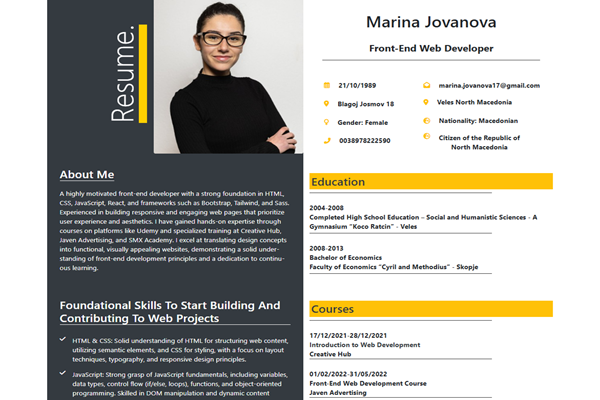 Resume.
Marina Jovanova
Front-End Web Developer
21/10/1989
marina.jovanova17@gmail.com
Blagoj Josmov 18
Veles North Macedonia
Gender: Female
Nationality: Macedonian
0038978222590
Citizen of the Republic of
North Macedonia
About Me
A highly motivated front-end developer with a strong foundation in HTML,
CSS, JavaScript, React, and frameworks such as Bootstrap, Tailwind, and Sass.
Experienced in building responsive and engaging web pages that prioritize
user experience and aesthetics. I have gained hands-on expertise through
courses on platforms like Udemy and specialized training at Creative Hub,
Javen Advertising, and SMX Academy. I excel at translating design concepts
into functional, visually appealing websites, demonstrating a solid under-
standing of front-end development principles and a dedication to continu-
ous learning.
Foundational Skills To Start Building And
Contributing To Web Projects
HTML & CSS: Solid understanding of HTML for structuring web content,
utilizing semantic elements, and CSS for styling, with a focus on layout
techniques, typography, and responsive design principles.
JavaScript: Strong grasp of JavaScript fundamentals, including variables,
data types, control flow (if/else, loops), functions, and object-oriented
programming. Skilled in DOM manipulation and dynamic content
Education
2004-2008
Completed High School Education – Social and Humanistic Sciences - A
Gymnasium "Koco Ratcin" - Veles
2008-2013
Bachelor of Economics
Faculty of Economics "Cyril and Methodius" - Skopje
Courses
17/12/2021-28/12/2021
Introduction to Web Development
Creative Hub
01/02/2022-31/05/2022
Front-End Web Development Course
Javen Advertising